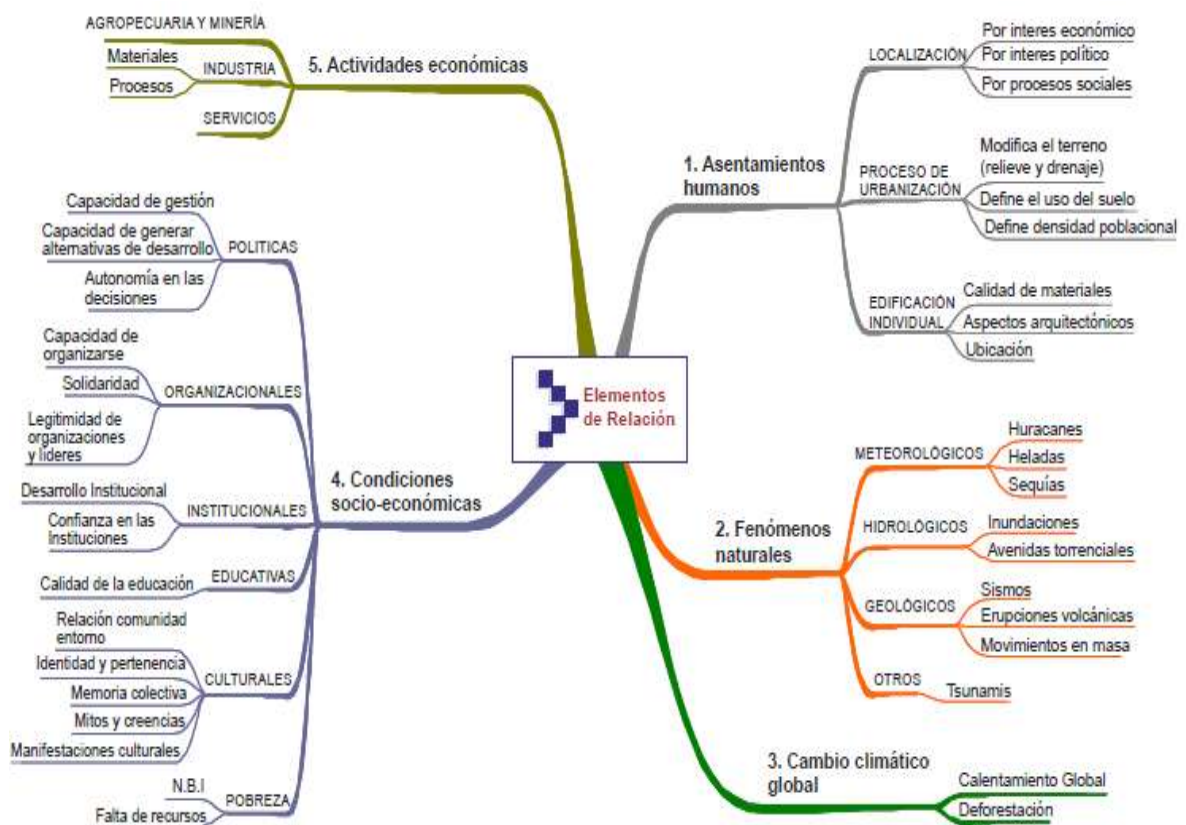 Elementos
de Relación
1. Asentamientos
humanos
LOCALIZACIÓN
Por interes económico
Por interes político
Por procesos sociales
PROCESO DE
URBANIZACIÓN
Modifica el terreno
(relieve y drenaje)
Define el uso del suelo
Define densidad poblacional
EDIFICACIÓN
INDIVIDUAL
Calidad de materiales
Aspectos arquitectónicos
Ubicación
2. Fenómenos
naturales
METEOROLÓGICOS
Huracanes
Heladas
Sequías
HIDROLÓGICOS
Inundaciones
Avenidas torrenciales
GEOLÓGICOS
Sismos
Erupciones volcánicas
Movimientos en masa
OTROS
Tsunamis
3. Cambio climático
global
Calentamiento Global
Deforestación
4. Condiciones
socio-económicas
POLITICAS
Capacidad de gestión
Capacidad de generar
alternativas de desarrollo
Autonomía en las
decisiones
ORGANIZACIONALES
Capacidad de
organizarse
Solidaridad
Legitimidad de
organizaciones
y líderes
INSTITUCIONALES
Desarrollo Institucional
Confianza en las
Instituciones
EDUCATIVAS
Calidad de la educación
CULTURALES
Relación comunidad
entorno
Identidad y pertenencia
Memoria colectiva
Mitos y creencias
Manifestaciones culturales
POBREZA
N.B.I
Falta de recursos
5. Actividades económicas
AGROPECUARIA Y MINERÍA
INDUSTRIA
Materiales
Procesos
SERVICIOS